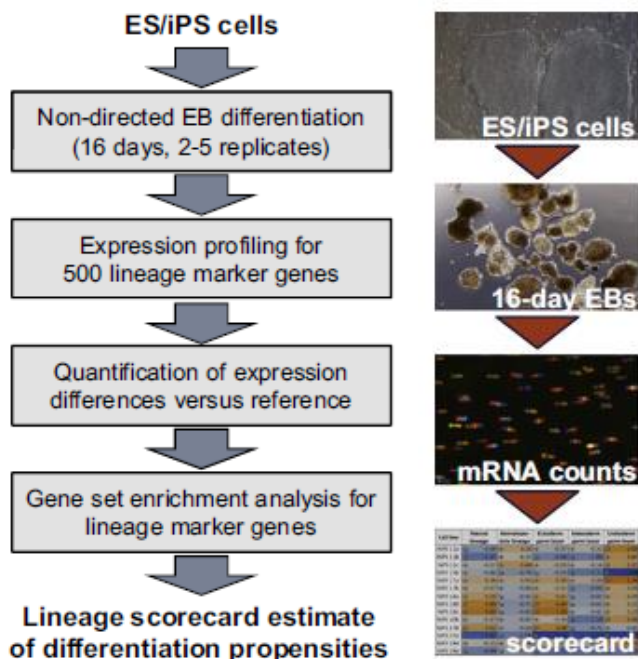 ES/iPS cells
Non-directed EB differentiation
(16 days, 2-5 replicates)
Expression profiling for
500 lineage marker genes
Quantification of expression
differences versus reference
Gene set enrichment analysis for
lineage marker genes
Lineage scorecard estimate
of differentiation propensities
ES/iPS cells
16-day EBs
mRNA counts
scorecard